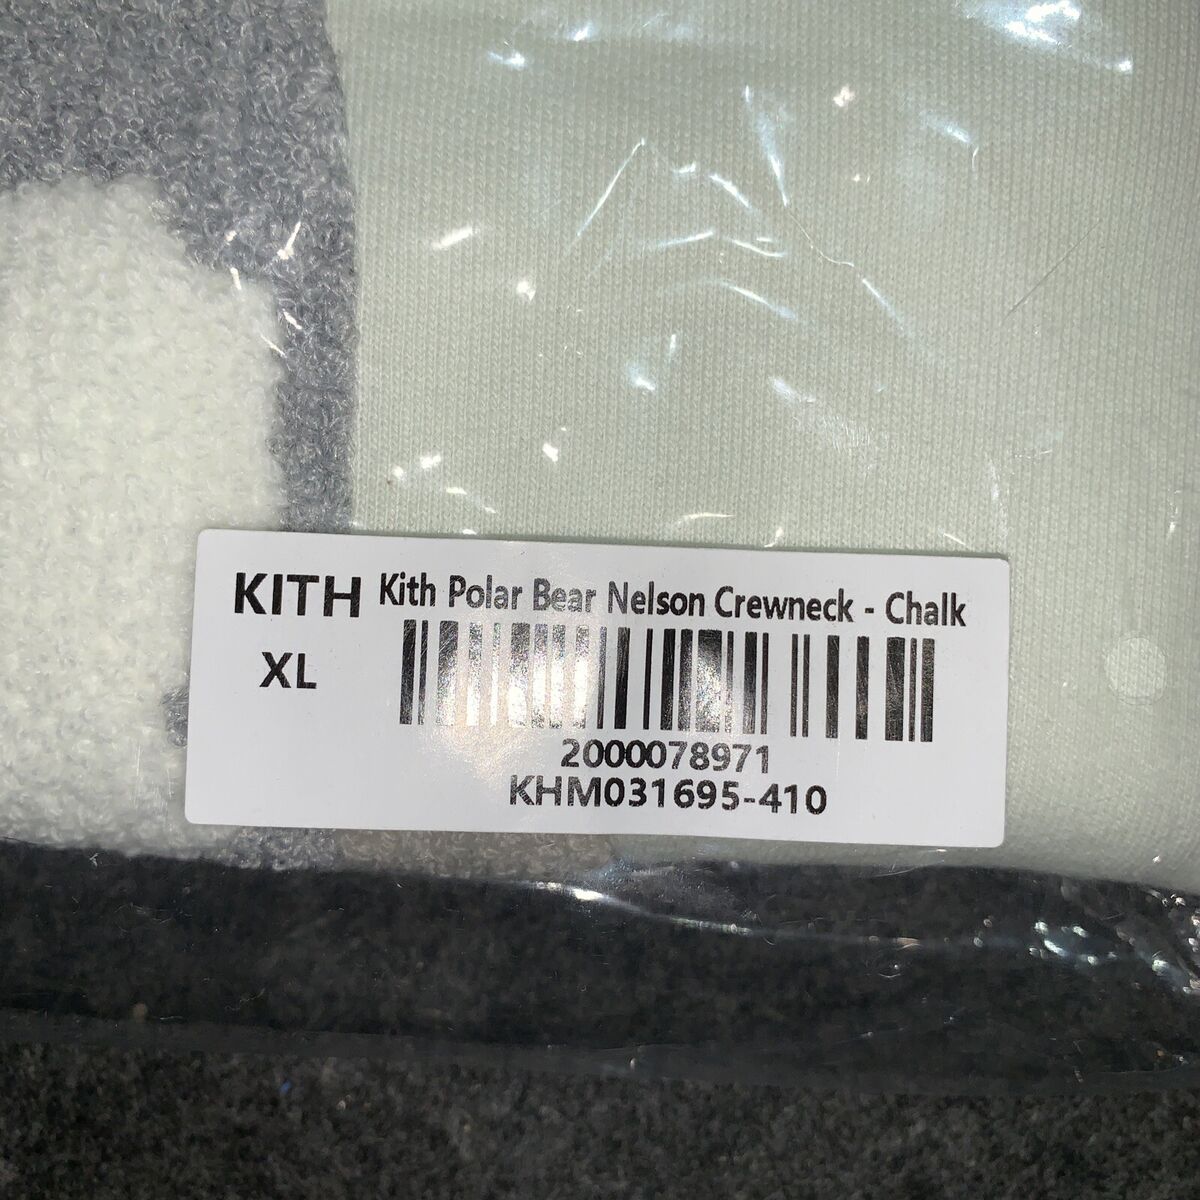 KITH Kith Polar Bear Nelson Crewneck - Chalk
XL
2000078971
KHM031695-410